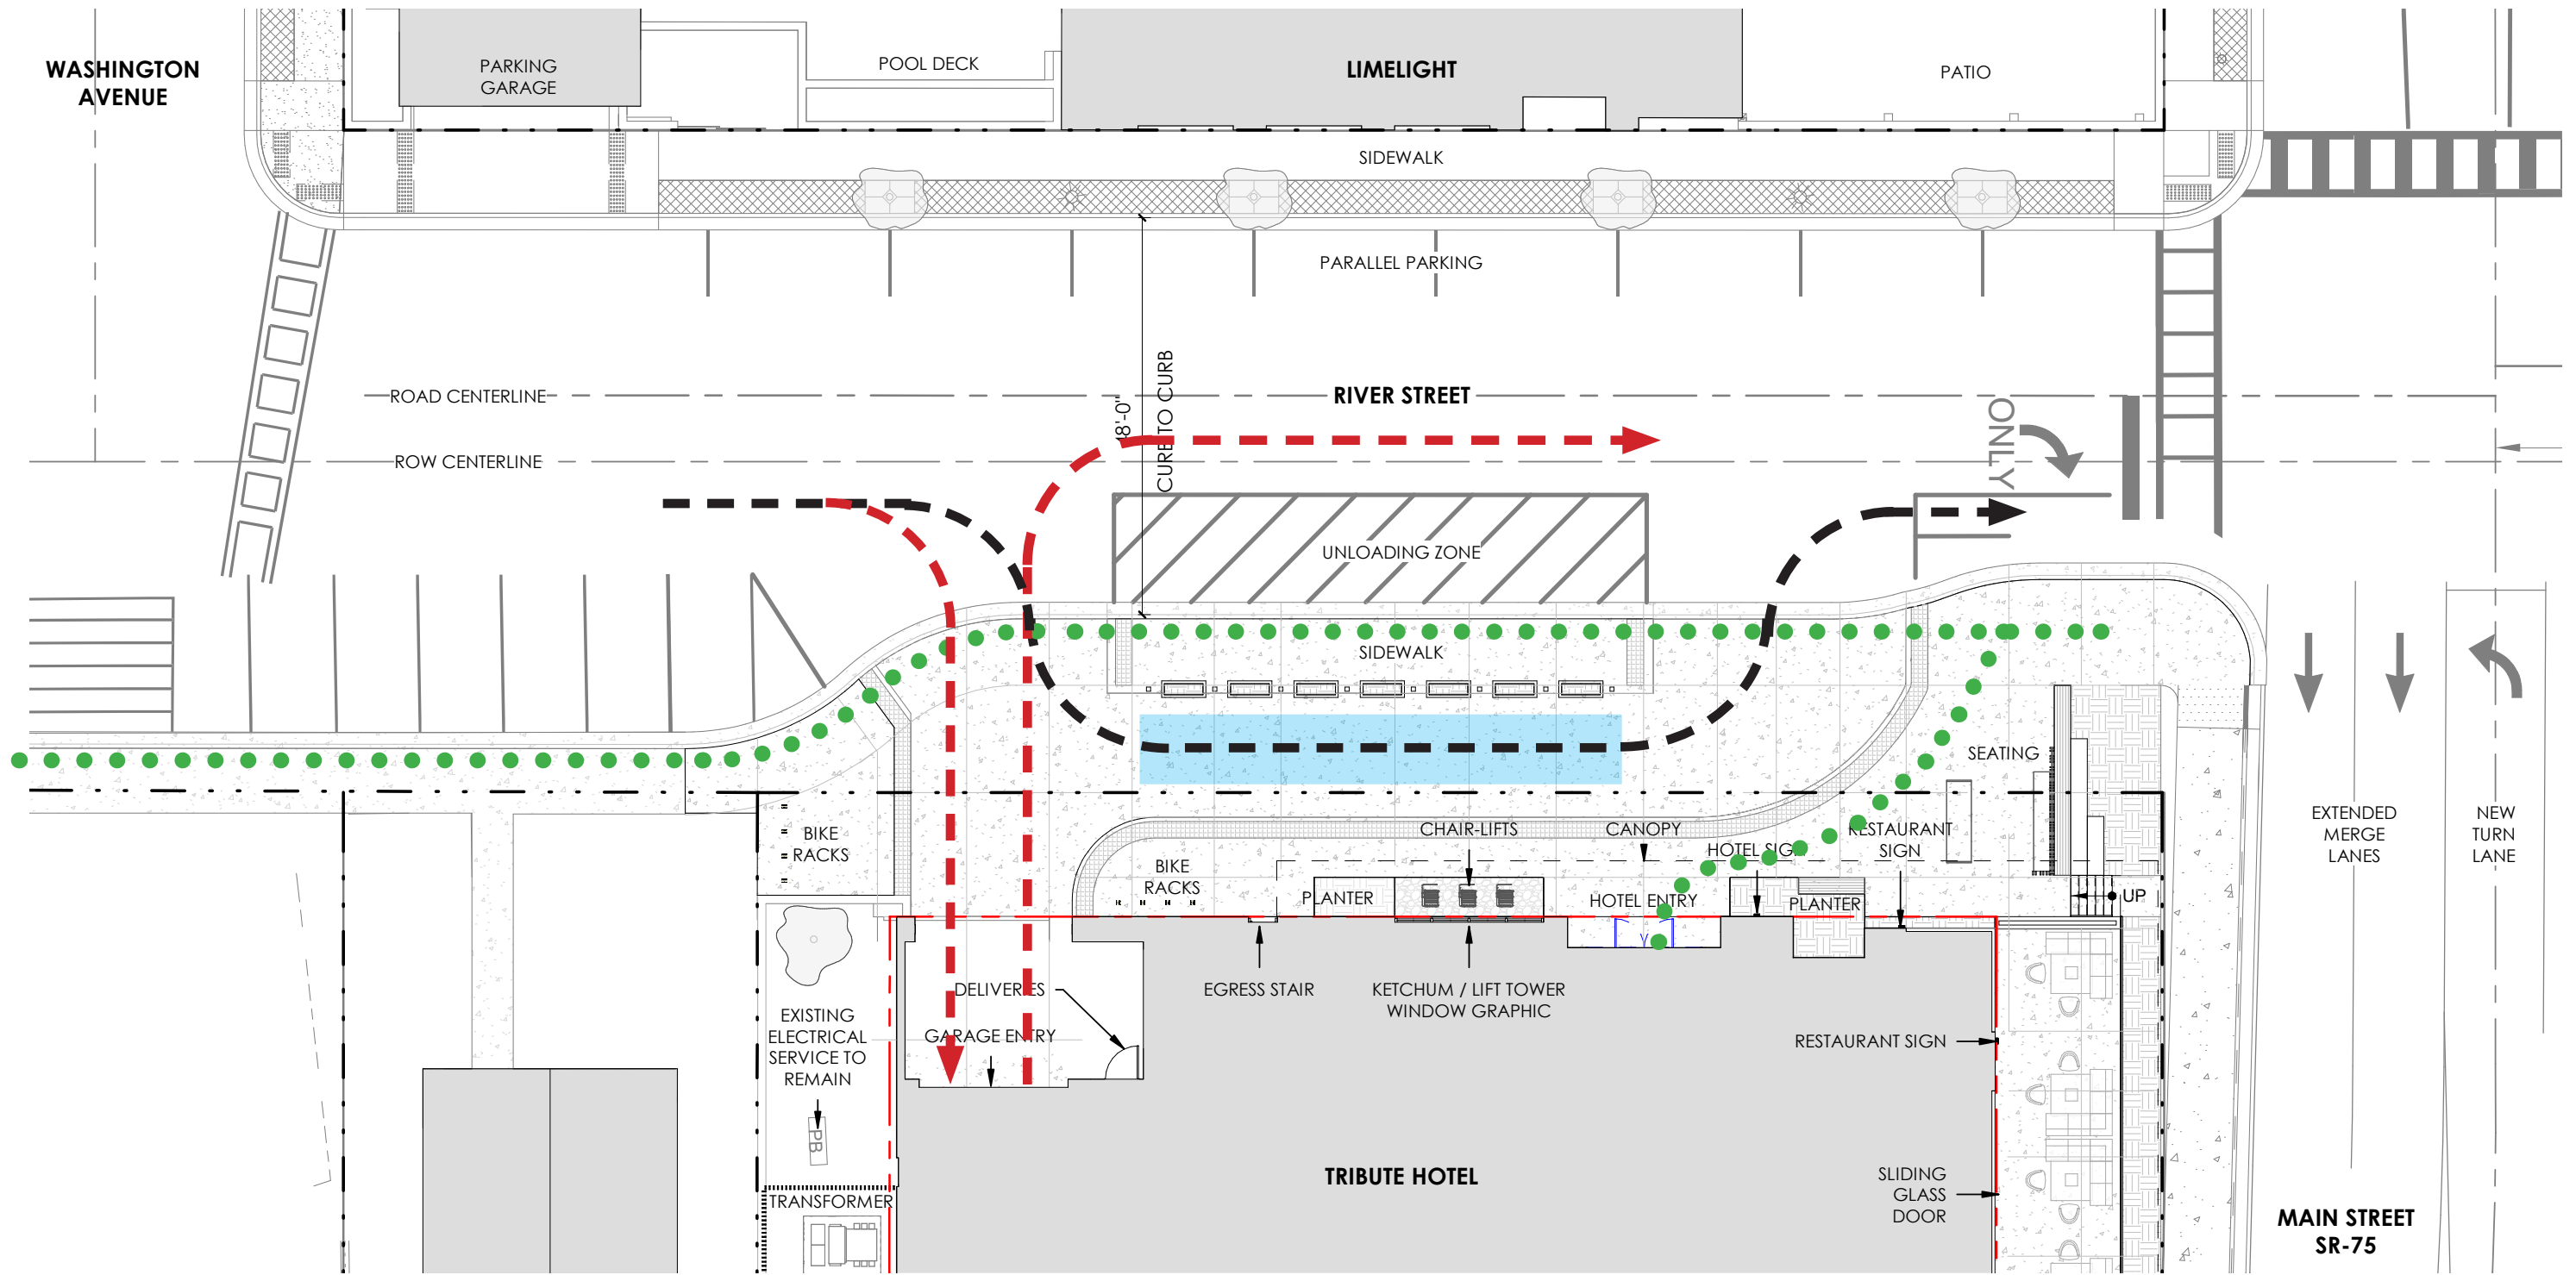 WASHINGTON
AVENUE
PARKING
GARAGE
POOL DECK
LIMELIGHT
PATIO
SIDEWALK
PARALLEL PARKING
ROAD CENTERLINE
RIVER STREET
ROW CENTERLINE
8'-0"
CURB TO CURB
ONLY
UNLOADING ZONE
SIDEWALK
SEATING
BIKE
RACKS
BIKE
RACKS
CHAIR-LIFTS
CANOPY
HOTEL SIGN
RESTAURANT
SIGN
PLANTER
HOTEL ENTRY
PLANTER
UP
EXTENDED
MERGE
LANES
NEW
TURN
LANE
DELIVERIES
GARAGE ENTRY
EGRESS STAIR
KETCHUM / LIFT TOWER
WINDOW GRAPHIC
EXISTING
ELECTRICAL
SERVICE TO
REMAIN
PB
TRANSFORMER
RESTAURANT SIGN
TRIBUTE HOTEL
SLIDING
GLASS
DOOR
MAIN STREET
SR-75